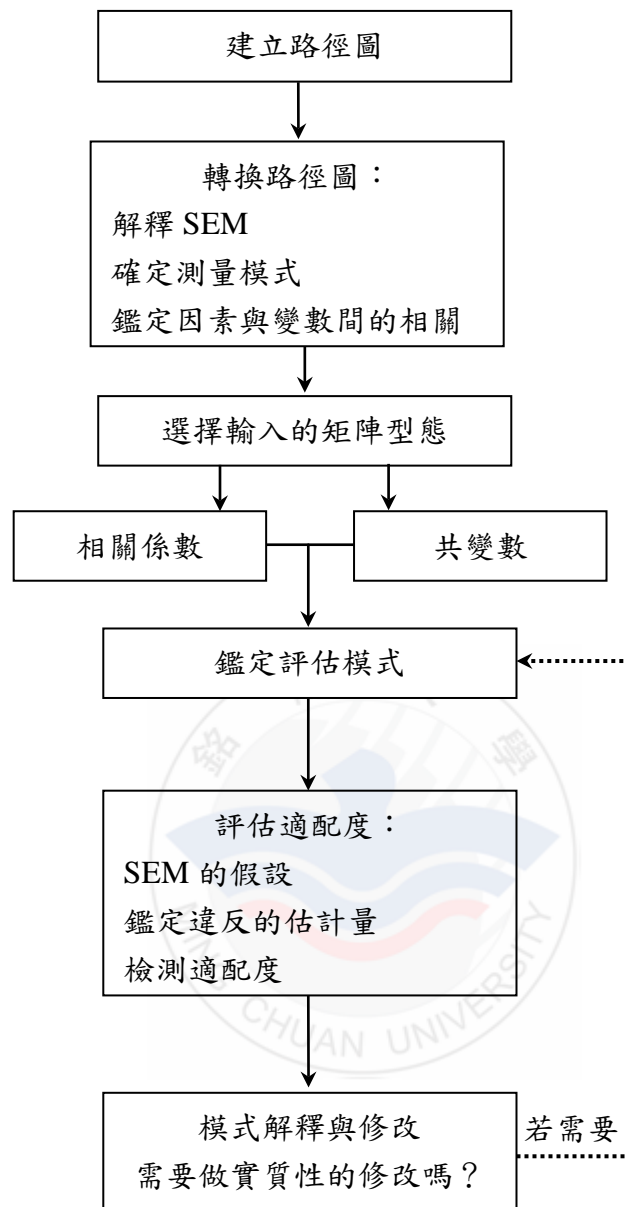 建立路徑圖
轉換路徑圖：
解釋 SEM
確定測量模式
鑑定因素與變數間的相關
選擇輸入的矩陣型態
相關係數
共變數
鑑定評估模式
銘
學
評估適配度：
SEM 的假設
鑑定違反的估計量
檢測適配度
CHUAN UNIVERSITY
模式解釋與修改
需要做實質性的修改嗎？
若需要